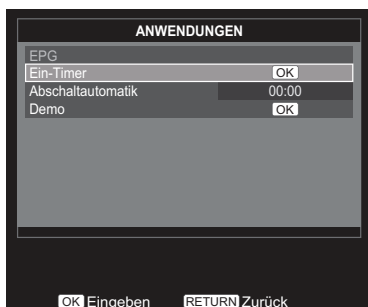 ANWENDUNGEN
EPG
Ein-Timer OK
Abschaltautomatik 00:00
Demo OK
OK Eingeben RETURN Zurück